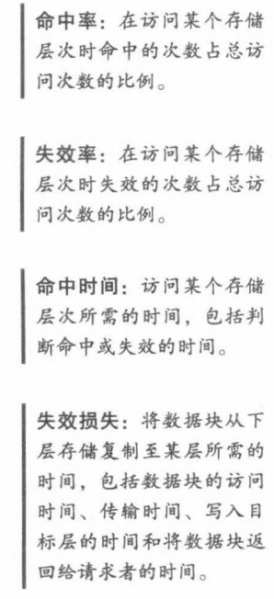 命中率：在访问某个存储
层次时命中的次数占总访
问次数的比例。
失效率：在访问某个存储
层次时失效的次数占总访
问次数的比例。
命中时间：访问某个存储
层次所需的时间，包括判
断命中或失效的时间。
失效损失：将数据块从下
层存储复制至某层所需的
时间，包括数据块的访问
时间、传输时间、写入目
标层的时间和将数据块返
回给请求者的时间。